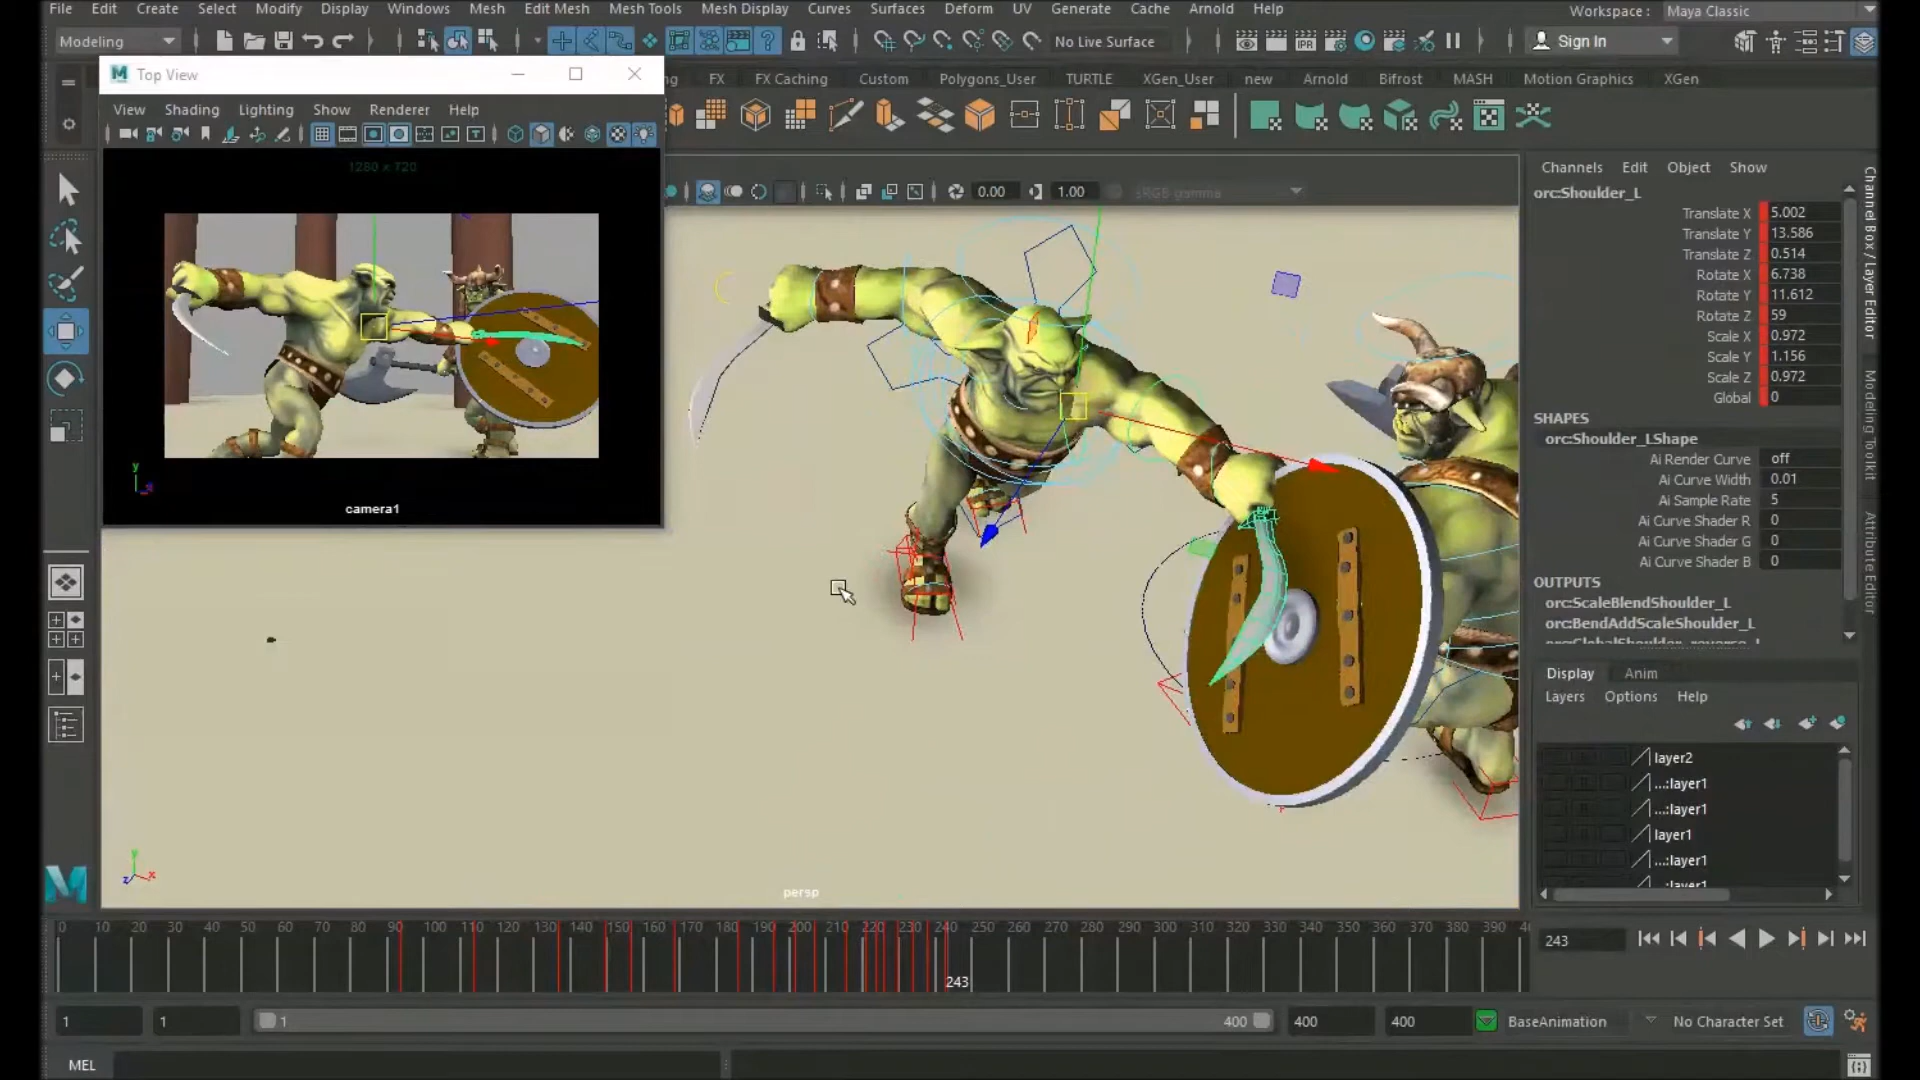 File Edit Create Select Modify Display Windows Mesh Edit Mesh Mesh Tools Mesh Display Curves Surfaces Deform UV Generate Cache Arnold Help Workspace : Maya Classic
Modeling No Live Surface Sign In
Top View
FX FX Caching Custom Polygons_User TURTLE XGen_User new Arnold Bifrost MASH Motion Graphics XGen
View Shading Lighting Show Renderer Help
IPR
1280 x 720
0.00 1.00 sRGB gamma
camera1
persp
Channels Edit Object Show
orc:Shoulder_L
Translate X 5.002
Translate Y 13.586
Translate Z 0.514
Rotate X 6.738
Rotate Y 11.612
Rotate Z 59
Scale X 0.972
Scale Y 1.156
Scale Z 0.972
Global 0
SHAPES
orc:Shoulder_LShape
Ai Render Curve off
Ai Curve Width 0.01
Ai Sample Rate 5
Ai Curve Shader R 0
Ai Curve Shader G 0
Ai Curve Shader B 0
OUTPUTS
orc:ScaleBlendShoulder_L
orc:BendAddScaleShoulder_L
Channel Box / Layer Editor
Modeling Toolkit
Attribute Editor
Display Anim
Layers Options Help
layer2
...:layer1
...:layer1
layer1
...:layer1
...:layer1
0 10 20 30 40 50 60 70 80 90 100 110 120 130 140 150 160 170 180 190 200 210 220 230 240 250 260 270 280 290 300 310 320 330 340 350 360 370 380 390
243
243
1 1 1 400 400 400 BaseAnimation No Character Set
MEL